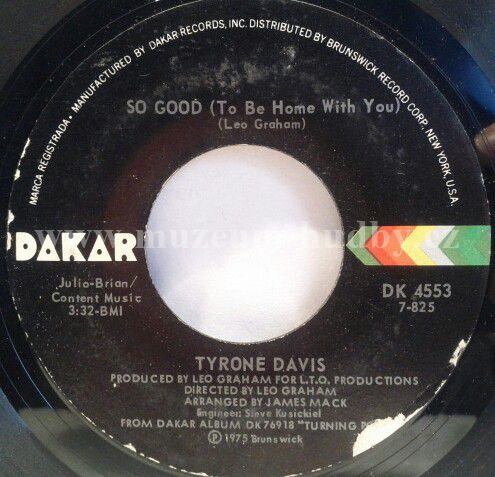 MARCA REGISTRADA • MANUFACTURED BY DAKAR RECORDS, INC. DISTRIBUTED BY BRUNSWICK RECORD CORP. NEW YORK, U.S.A.
SO GOOD (To Be Home With You)
(Leo Graham)
www.muzeumhudby.cz
DAKAR
Julio-Brian/
Content Music
3:32-BMI
DK 4553
7-825
TYRONE DAVIS
PRODUCED BY LEO GRAHAM FOR L.T.O. PRODUCTIONS
DIRECTED BY LEO GRAHAM
ARRANGED BY JAMES MACK
Engineer: Steve Kusickiel
FROM DAKAR ALBUM DK 76918 "TURNING
℗ 1975 Brunswick